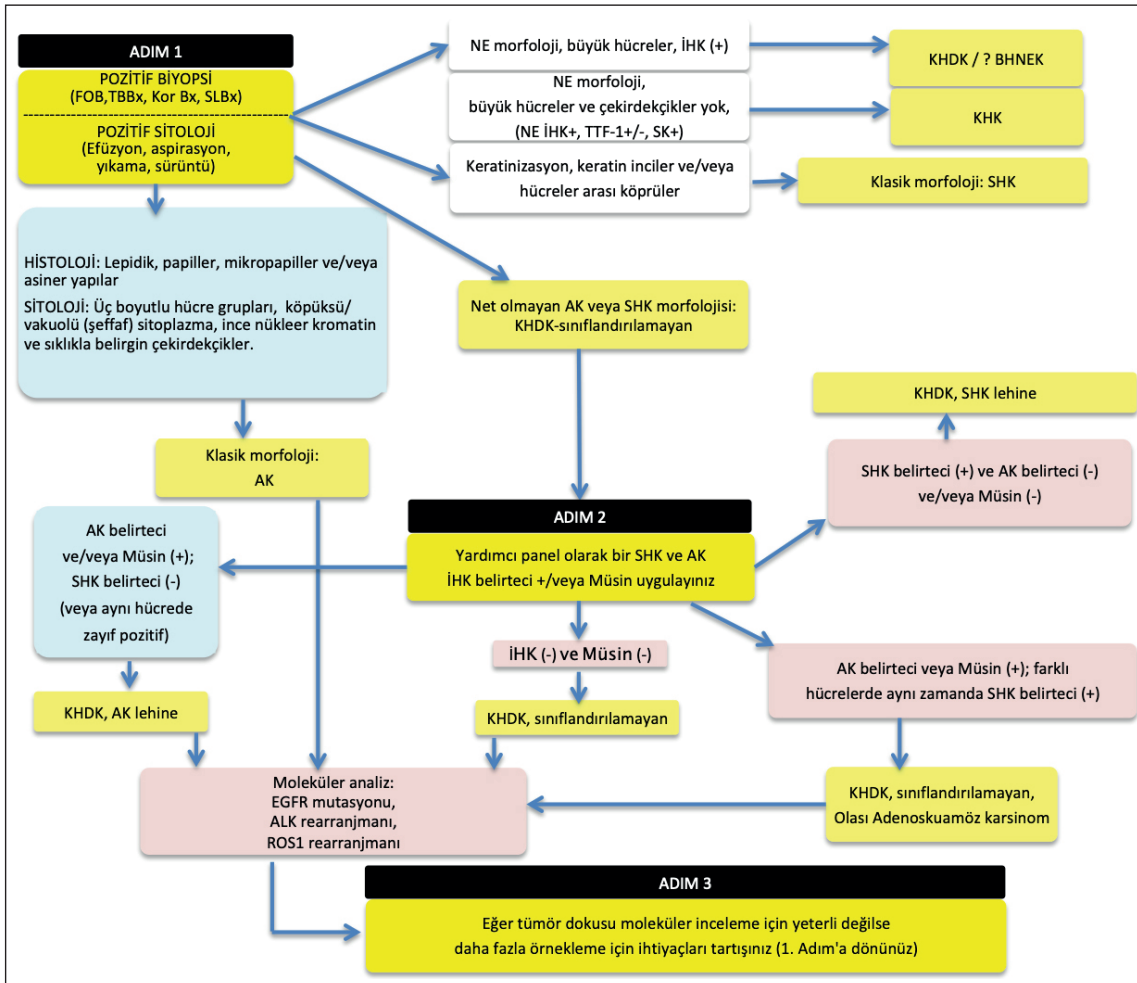 ADIM 1
POZİTİF BİYOPSİ
(FOB,TBBx, Kor Bx, SLBx)
POZİTİF SİTOLOJİ
(Efüzyon, aspirasyon,
yıkama, sürüntü)
NE morfoloji, büyük hücreler, İHK (+)
KHDK / ? BHNEK
NE morfoloji,
büyük hücreler ve çekirdekçikler yok,
(NE İHK+, TTF-1+/-, SK+)
KHK
Keratinizasyon, keratin inciler ve/veya
hücreler arası köprüler
Klasik morfoloji: SHK
HİSTOLOJİ: Lepidik, papiller, mikropapiller ve/veya
asiner yapılar
SİTOLOJİ: Üç boyutlu hücre grupları, köpüksü/
vakuolü (şeffaf) sitoplazma, ince nükleer kromatin
ve sıklıkla belirgin çekirdekçikler.
Net olmayan AK veya SHK morfolojisi:
KHDK-sınıflandırılamayan
KHDK, SHK lehine
Klasik morfoloji:
AK
SHK belirteci (+) ve AK belirteci (-)
ve/veya Müsin (-)
ADIM 2
Yardımcı panel olarak bir SHK ve AK
İHK belirteci +/veya Müsin uygulayınız
AK belirteci
ve/veya Müsin (+);
SHK belirteci (-)
(veya aynı hücrede
zayıf pozitif)
İHK (-) ve Müsin (-)
AK belirteci veya Müsin (+); farklı
hücrelerde aynı zamanda SHK belirteci (+)
KHDK, AK lehine
KHDK, sınıflandırılamayan
Moleküler analiz:
EGFR mutasyonu,
ALK rearranjmanı,
ROS1 rearranjmanı
KHDK, sınıflandırılamayan,
Olası Adenoskuamöz karsinom
ADIM 3
Eğer tümör dokusu moleküler inceleme için yeterli değilse
daha fazla örnekleme için ihtiyaçları tartışınız (1. Adım'a dönünüz)